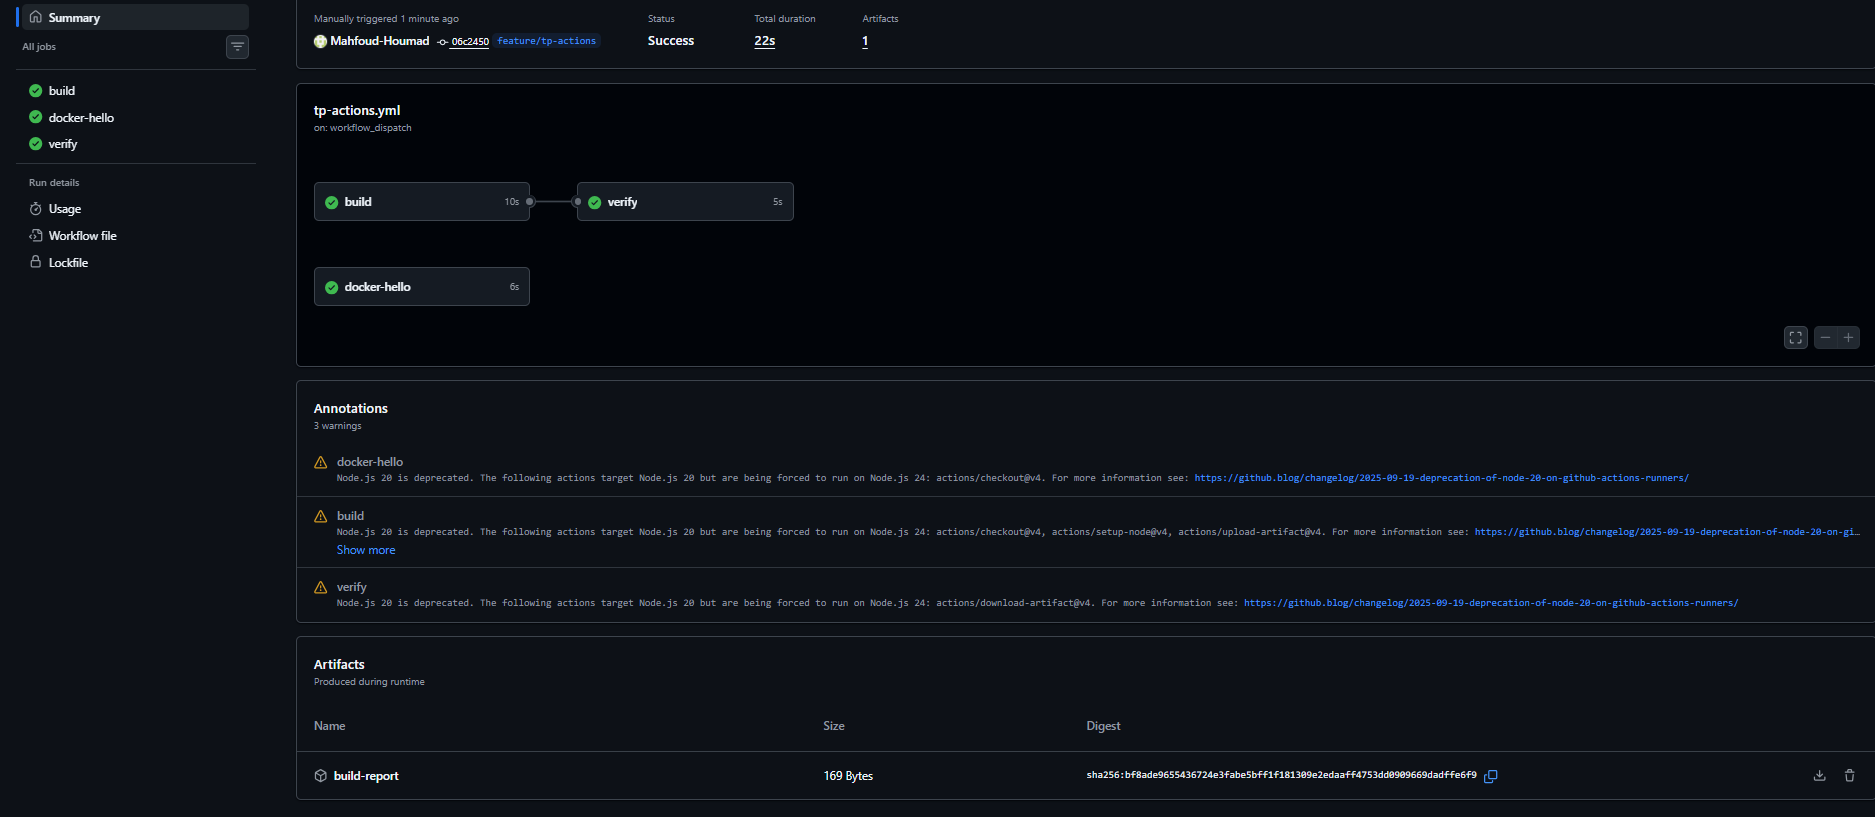 Summary
All jobs
build
docker-hello
verify
Run details
Usage
Workflow file
Lockfile
Manually triggered 1 minute ago
Mahfoud-Houmad 06c2450 feature/tp-actions
Status
Success
Total duration
22s
Artifacts
1
tp-actions.yml
on: workflow_dispatch
build 10s
verify 5s
docker-hello 6s
Annotations
3 warnings
docker-hello
Node.js 20 is deprecated. The following actions target Node.js 20 but are being forced to run on Node.js 24: actions/checkout@v4. For more information see: https://github.blog/changelog/2025-09-19-deprecation-of-node-20-on-github-actions-runners/
build
Node.js 20 is deprecated. The following actions target Node.js 20 but are being forced to run on Node.js 24: actions/checkout@v4, actions/setup-node@v4, actions/upload-artifact@v4. For more information see: https://github.blog/changelog/2025-09-19-deprecation-of-node-20-on-gi…
Show more
verify
Node.js 20 is deprecated. The following actions target Node.js 20 but are being forced to run on Node.js 24: actions/download-artifact@v4. For more information see: https://github.blog/changelog/2025-09-19-deprecation-of-node-20-on-github-actions-runners/
Artifacts
Produced during runtime
Name Size Digest
build-report 169 Bytes sha256:bf8ade9655436724e3fabe5bff1f181309e2edaaff4753dd0909669dadffe6f9